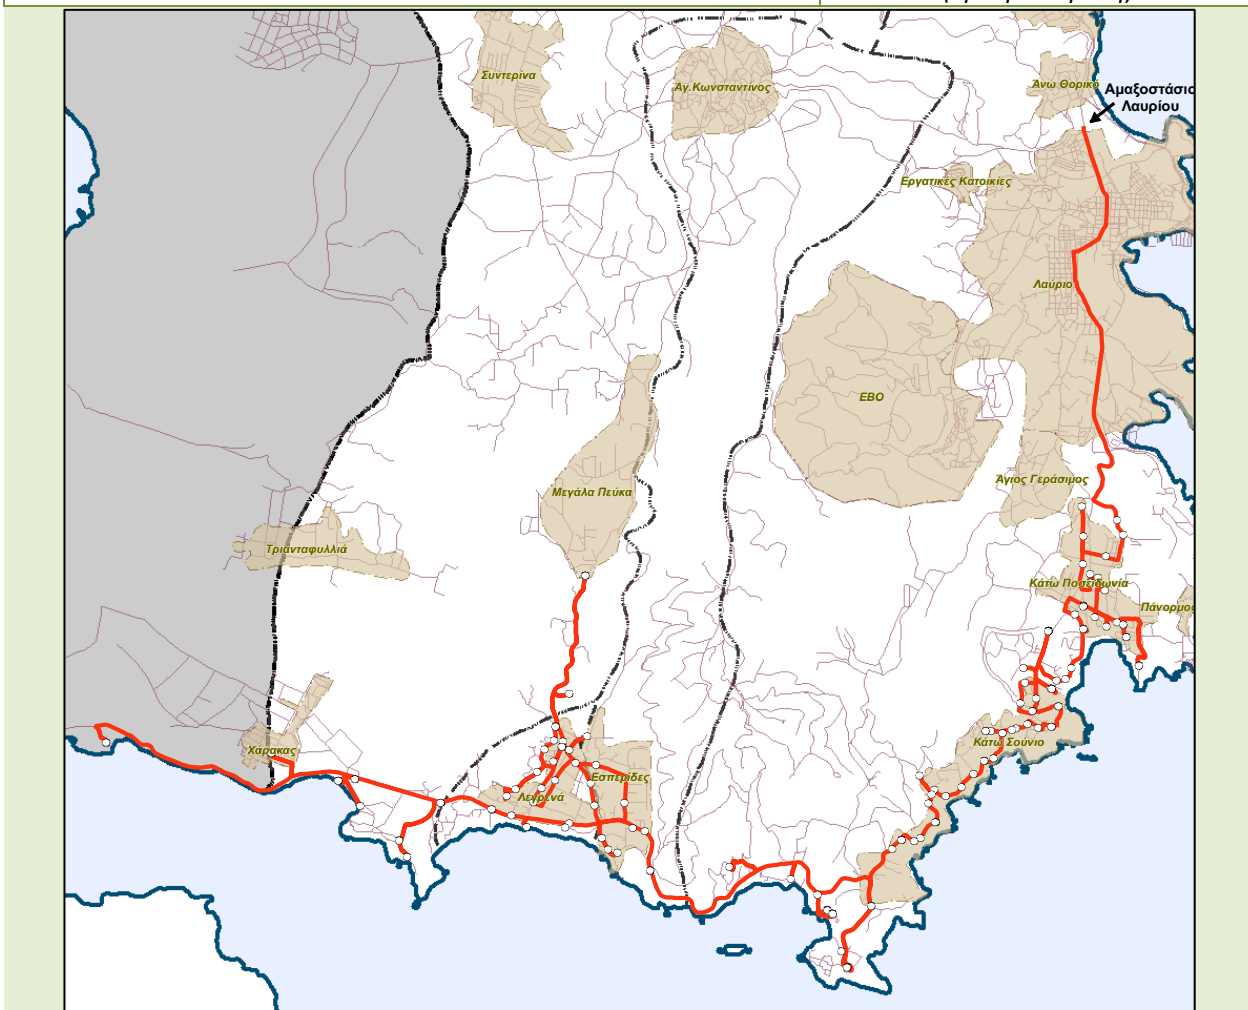 Συντερίνα
Αγ.Κωνσταντίνος
Άνω Θορικό
Αμαξοστάσιο
Λαυρίου
Εργατικές Κατοικίες
Λαύριο
ΕΒΟ
Άγιος Γεράσιμος
Μεγάλα Πεύκα
Τριανταφυλλιά
Κάτω Ποσειδωνία
Πάνορμος
Χάρακας
Κάτω Σούνιο
Εσπερίδες
Λεγρενά